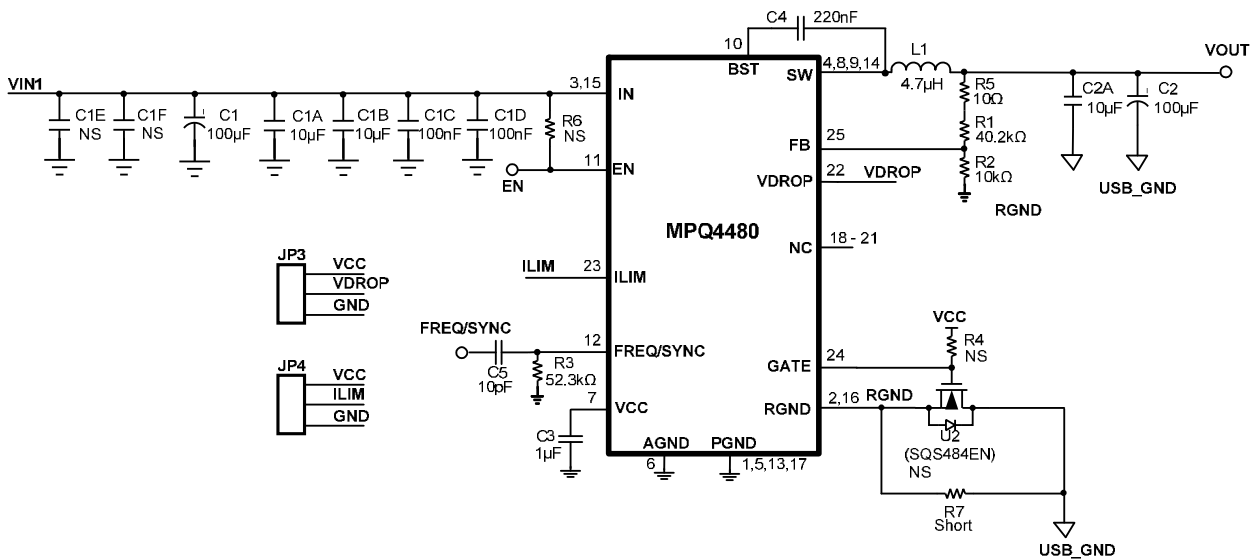 C4
220nF
10
BST
SW
4,8,9,14
L1
4.7µH
VOUT
VIN1
3,15
IN
C1E
NS
C1F
NS
C1
100µF
C1A
10µF
C1B
10µF
C1C
100nF
C1D
100nF
R6
NS
R5
10Ω
R1
40.2kΩ
R2
10kΩ
C2A
10µF
C2
100µF
FB
25
11
EN
EN
VDROP
22
VDROP
USB_GND
RGND
MPQ4480
NC
18 - 21
JP3
VCC
VDROP
GND
ILIM
23
ILIM
FREQ/SYNC
12
FREQ/SYNC
C5
10pF
R3
52.3kΩ
VCC
R4
NS
GATE
24
JP4
VCC
ILIM
GND
7
VCC
RGND
2,16
RGND
C3
1µF
AGND
PGND
6
1,5,13,17
U2
(SQS484EN)
NS
R7
Short
USB_GND